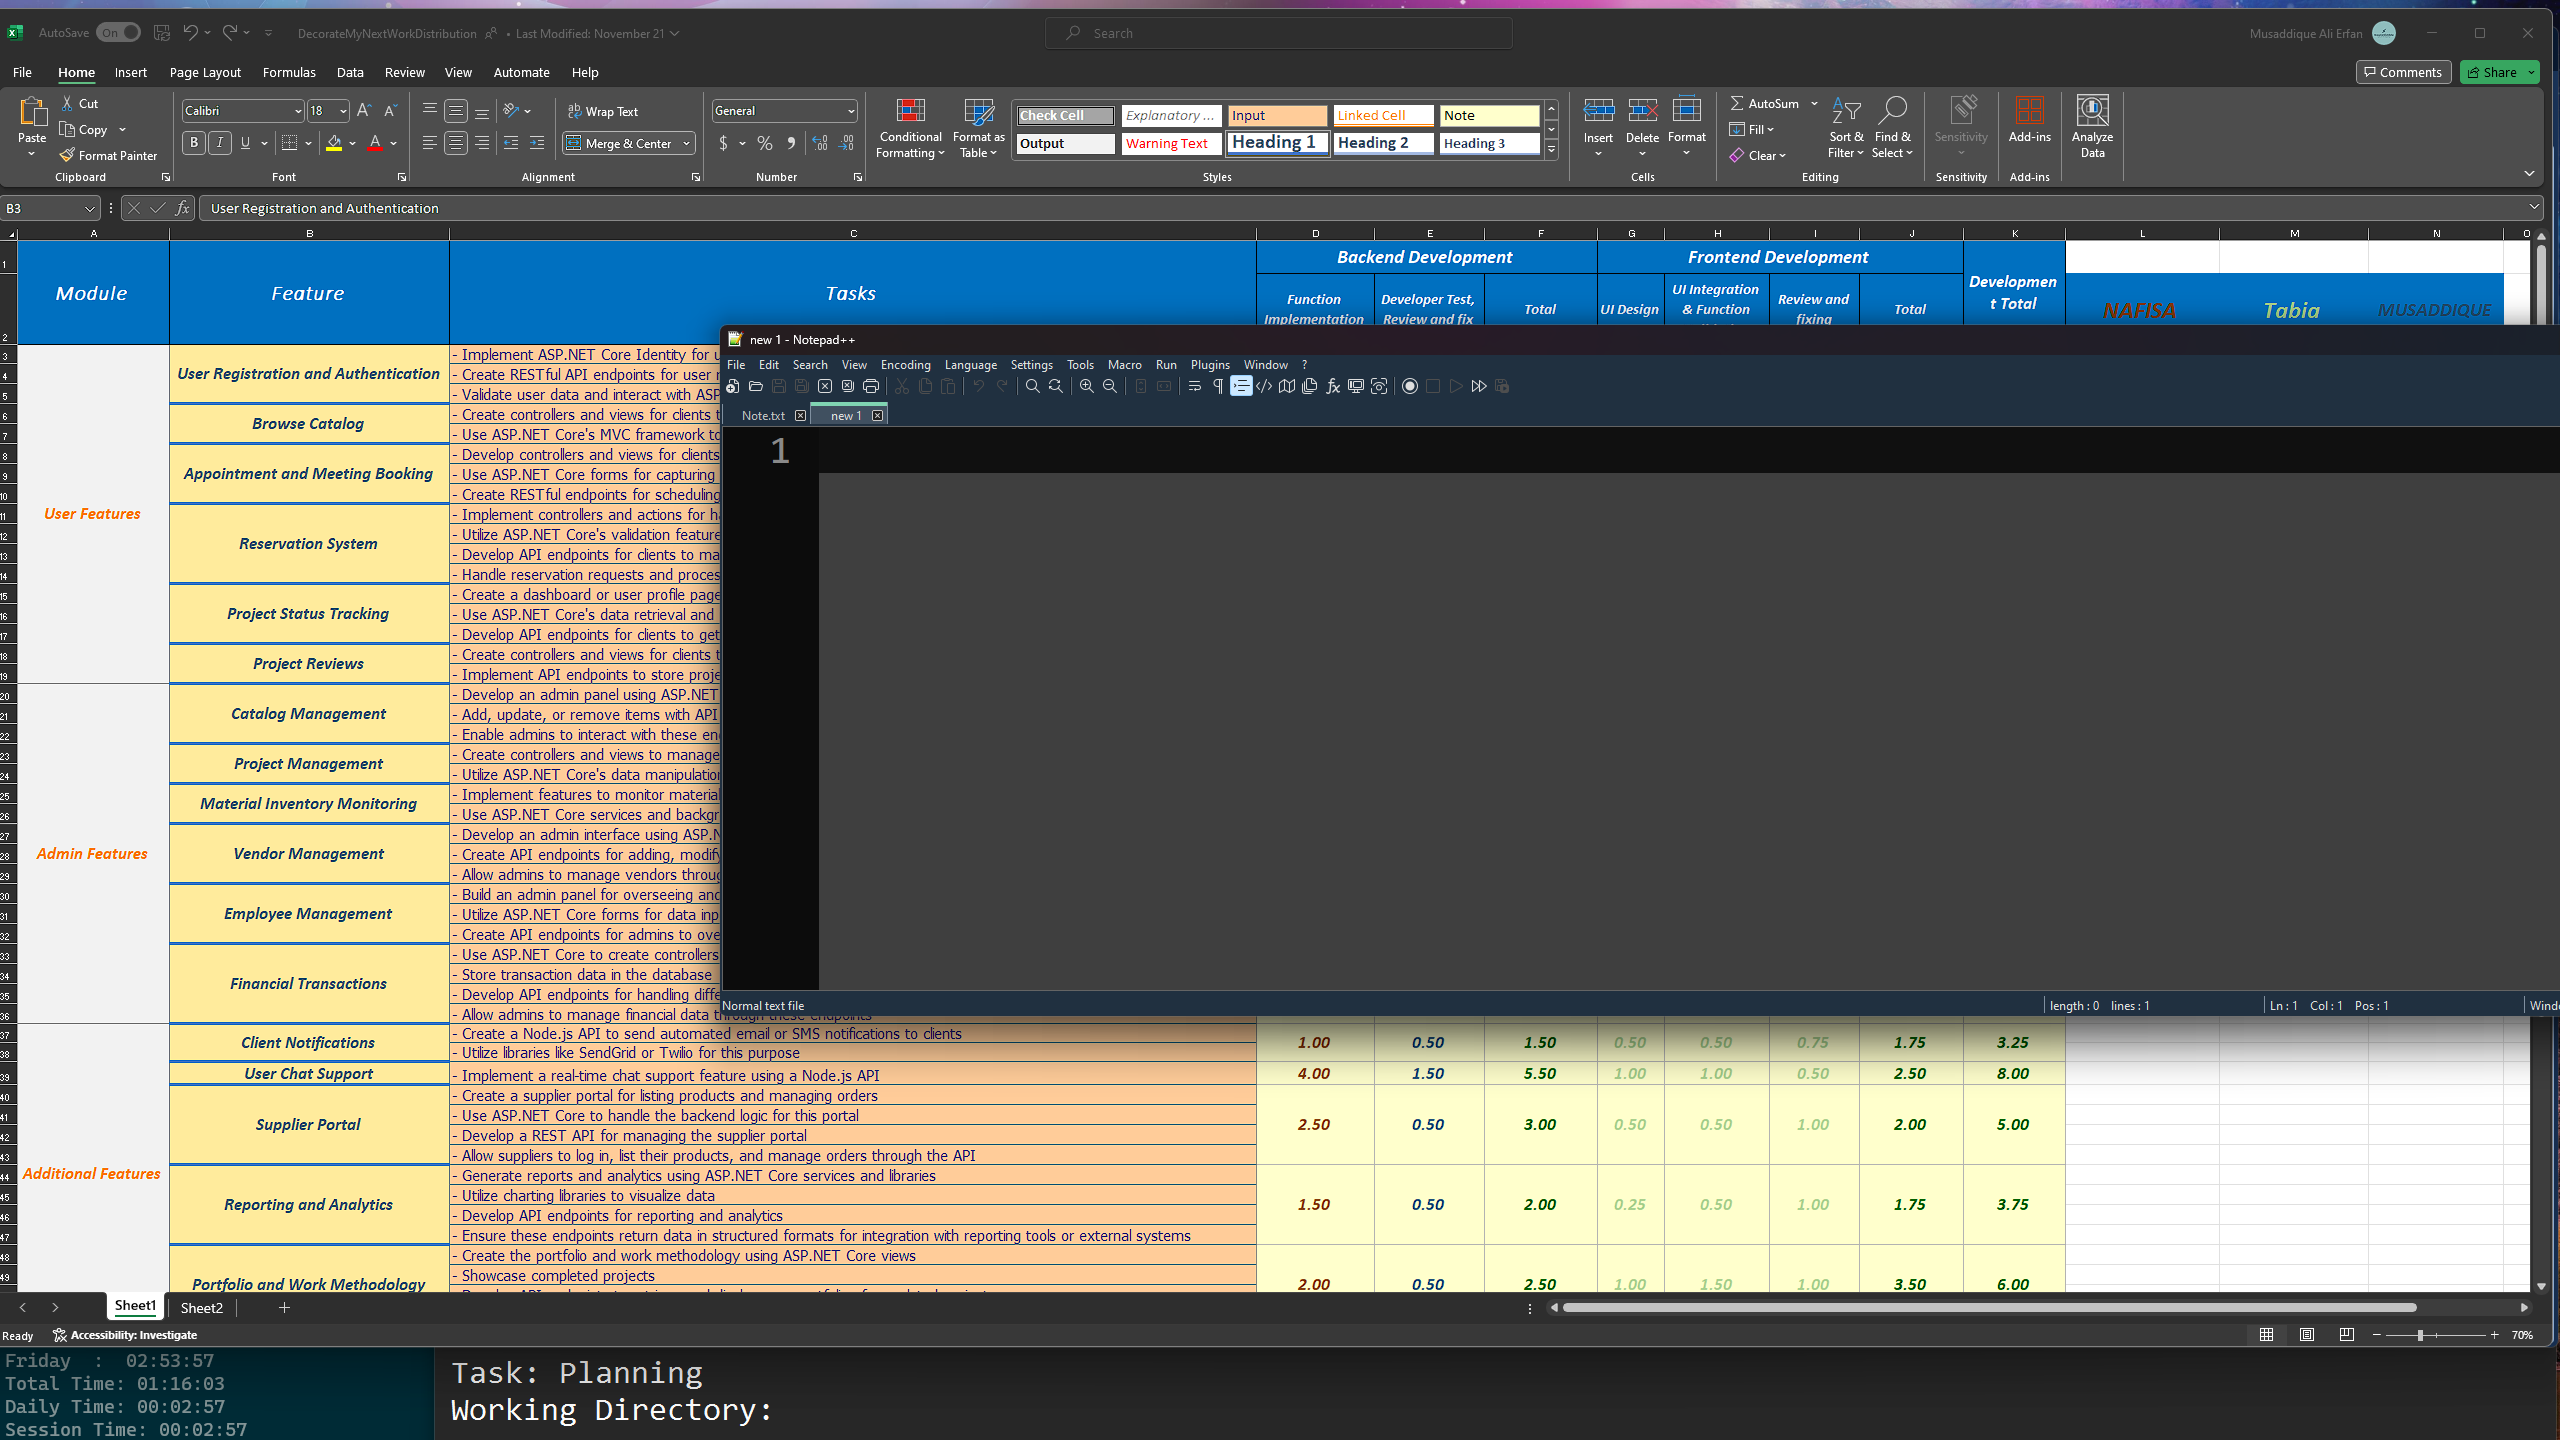 AutoSave On DecorateMyNextWorkDistribution • Last Modified: November 21 Search Musaddique Ali Erfan
File Home Insert Page Layout Formulas Data Review View Automate Help Comments Share
Paste Cut Copy Format Painter Clipboard
Calibri 18 B I U Font
Wrap Text Merge & Center Alignment
General $ % Number
Conditional Formatting Format as Table
Check Cell Explanatory ... Input Linked Cell Note
Output Warning Text Heading 1 Heading 2 Heading 3
Styles
Insert Delete Format Cells
AutoSum Fill Clear Sort & Filter Find & Select Editing
Sensitivity Sensitivity Add-ins Add-ins Analyze Data
B3 fx User Registration and Authentication
A B C D E F G H I J K L M N O
Module Feature Tasks Backend Development Frontend Development Development Total
Function Implementation Developer Test, Review and fix Total UI Design UI Integration & Function Review and fixing Total NAFISA Tabia MUSADDIQUE
User Features
User Registration and Authentication
- Implement ASP.NET Core Identity for u
- Create RESTful API endpoints for user
- Validate user data and interact with ASP
Browse Catalog
- Create controllers and views for clients t
- Use ASP.NET Core's MVC framework to
Appointment and Meeting Booking
- Develop controllers and views for clients
- Use ASP.NET Core forms for capturing
- Create RESTful endpoints for scheduling
Reservation System
- Implement controllers and actions for ha
- Utilize ASP.NET Core's validation feature
- Develop API endpoints for clients to ma
- Handle reservation requests and proces
Project Status Tracking
- Create a dashboard or user profile page
- Use ASP.NET Core's data retrieval and
- Develop API endpoints for clients to get
Project Reviews
- Create controllers and views for clients t
- Implement API endpoints to store proje
Admin Features
Catalog Management
- Develop an admin panel using ASP.NET
- Add, update, or remove items with API
- Enable admins to interact with these en
Project Management
- Create controllers and views to manage
- Utilize ASP.NET Core's data manipulation
Material Inventory Monitoring
- Implement features to monitor material
- Use ASP.NET Core services and backgr
Vendor Management
- Develop an admin interface using ASP.N
- Create API endpoints for adding, modify
- Allow admins to manage vendors throug
Employee Management
- Build an admin panel for overseeing and
- Utilize ASP.NET Core forms for data inp
- Create API endpoints for admins to ove
Financial Transactions
- Use ASP.NET Core to create controllers
- Store transaction data in the database
- Develop API endpoints for handling diffe
- Allow admins to manage financial data through these endpoints
Additional Features
Client Notifications
- Create a Node.js API to send automated email or SMS notifications to clients
- Utilize libraries like SendGrid or Twilio for this purpose
1.00 0.50 1.50 0.50 0.50 0.75 1.75 3.25
User Chat Support
- Implement a real-time chat support feature using a Node.js API
4.00 1.50 5.50 1.00 1.00 0.50 2.50 8.00
Supplier Portal
- Create a supplier portal for listing products and managing orders
- Use ASP.NET Core to handle the backend logic for this portal
- Develop a REST API for managing the supplier portal
- Allow suppliers to log in, list their products, and manage orders through the API
2.50 0.50 3.00 0.50 0.50 1.00 2.00 5.00
Reporting and Analytics
- Generate reports and analytics using ASP.NET Core services and libraries
- Utilize charting libraries to visualize data
- Develop API endpoints for reporting and analytics
- Ensure these endpoints return data in structured formats for integration with reporting tools or external systems
1.50 0.50 2.00 0.25 0.50 1.00 1.75 3.75
Portfolio and Work Methodology
- Create the portfolio and work methodology using ASP.NET Core views
- Showcase completed projects
2.00 0.50 2.50 1.00 1.50 1.00 3.50 6.00
new 1 - Notepad++
File Edit Search View Encoding Language Settings Tools Macro Run Plugins Window ?
Note.txt new 1
1
Normal text file length : 0 lines : 1 Ln : 1 Col : 1 Pos : 1 Wind
Sheet1 Sheet2
Ready Accessibility: Investigate 70%
Friday : 02:53:57
Total Time: 01:16:03
Daily Time: 00:02:57
Session Time: 00:02:57
Task: Planning
Working Directory: